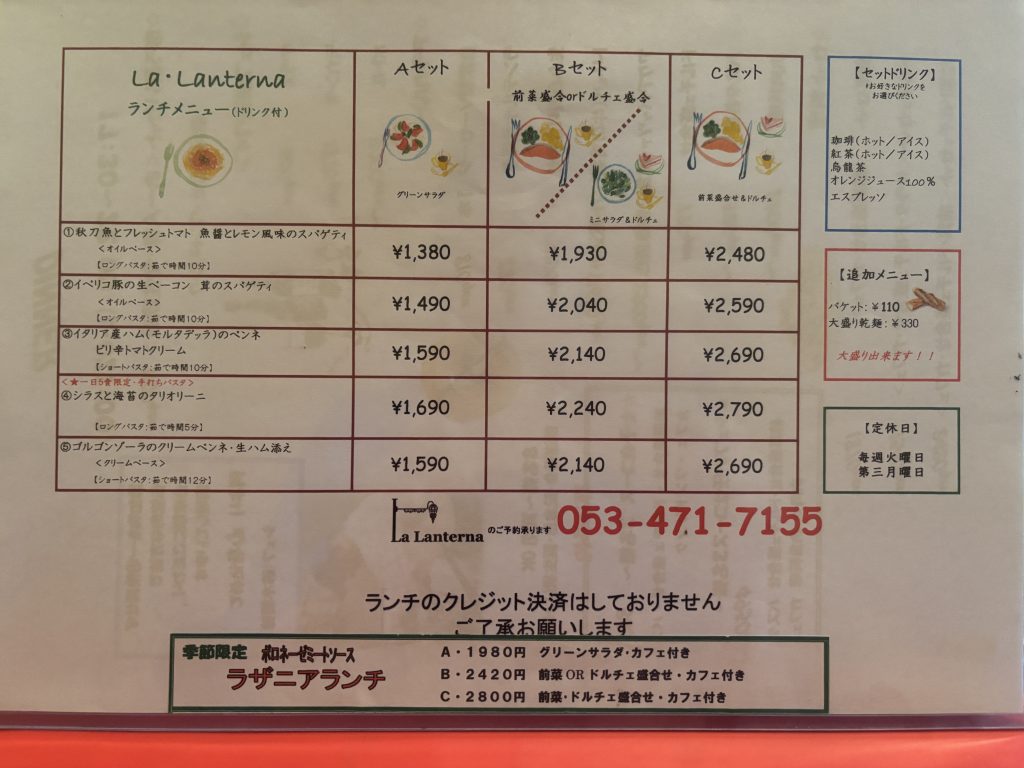 La・Lanterna
ランチメニュー(ドリンク付)
Aセット
グリーンサラダ
Bセット
前菜盛合orドルチェ盛合
ミニサラダ&ドルチェ
Cセット
前菜盛合せ&ドルチェ
①秋刀魚とフレッシュトマト 魚醤とレモン風味のスパゲティ
<オイルベース>
【ロングパスタ:茹で時間10分】
¥1,380 ¥1,930 ¥2,480
②イベリコ豚の生ベーコン 茸のスパゲティ
<オイルベース>
【ロングパスタ:茹で時間10分】
¥1,490 ¥2,040 ¥2,590
③イタリア産ハム(モルタデッラ)のペンネ
ピリ辛トマトクリーム
【ショートパスタ:茹で時間10分】
¥1,590 ¥2,140 ¥2,690
<★一日5食限定・手打ちパスタ>
④シラスと海苔のタリオリーニ
【ロングパスタ:茹で時間5分】
¥1,690 ¥2,240 ¥2,790
⑤ゴルゴンゾーラのクリームペンネ・生ハム添え
<クリームベース>
【ショートパスタ:茹で時間12分】
¥1,590 ¥2,140 ¥2,690
【セットドリンク】
お好きなドリンクを
お選びください
珈琲(ホット/アイス)
紅茶(ホット/アイス)
烏龍茶
オレンジジュース100%
エスプレッソ
【追加メニュー】
バケット:¥110
大盛り乾麺:¥330
大盛り出来ます!!
【定休日】
毎週火曜日
第三月曜日
La Lanterna のご予約承ります 053-471-7155
ランチのクレジット決済はしておりません
ご了承お願いします
季節限定 ボロネーゼミートソース
ラザニアランチ
A・1980円 グリーンサラダ・カフェ付き
B・2420円 前菜ORドルチェ盛合せ・カフェ付き
C・2800円 前菜・ドルチェ盛合せ・カフェ付き